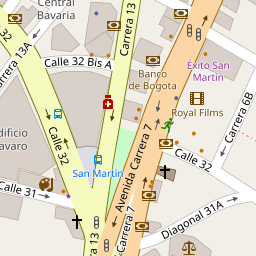 Central
Bavaria
Carrera 13
Carrera 13A
Calle 32 Bis A
Éxito San
Martín
Banco
de Bogota
Royal Films
Carrera 6B
Calle 32
Edificio
Bavaro
Avenida Carrera 7
Calle 32
San Martín
Calle 31
Carrera 13
Carrera 7
Diagonal 31A